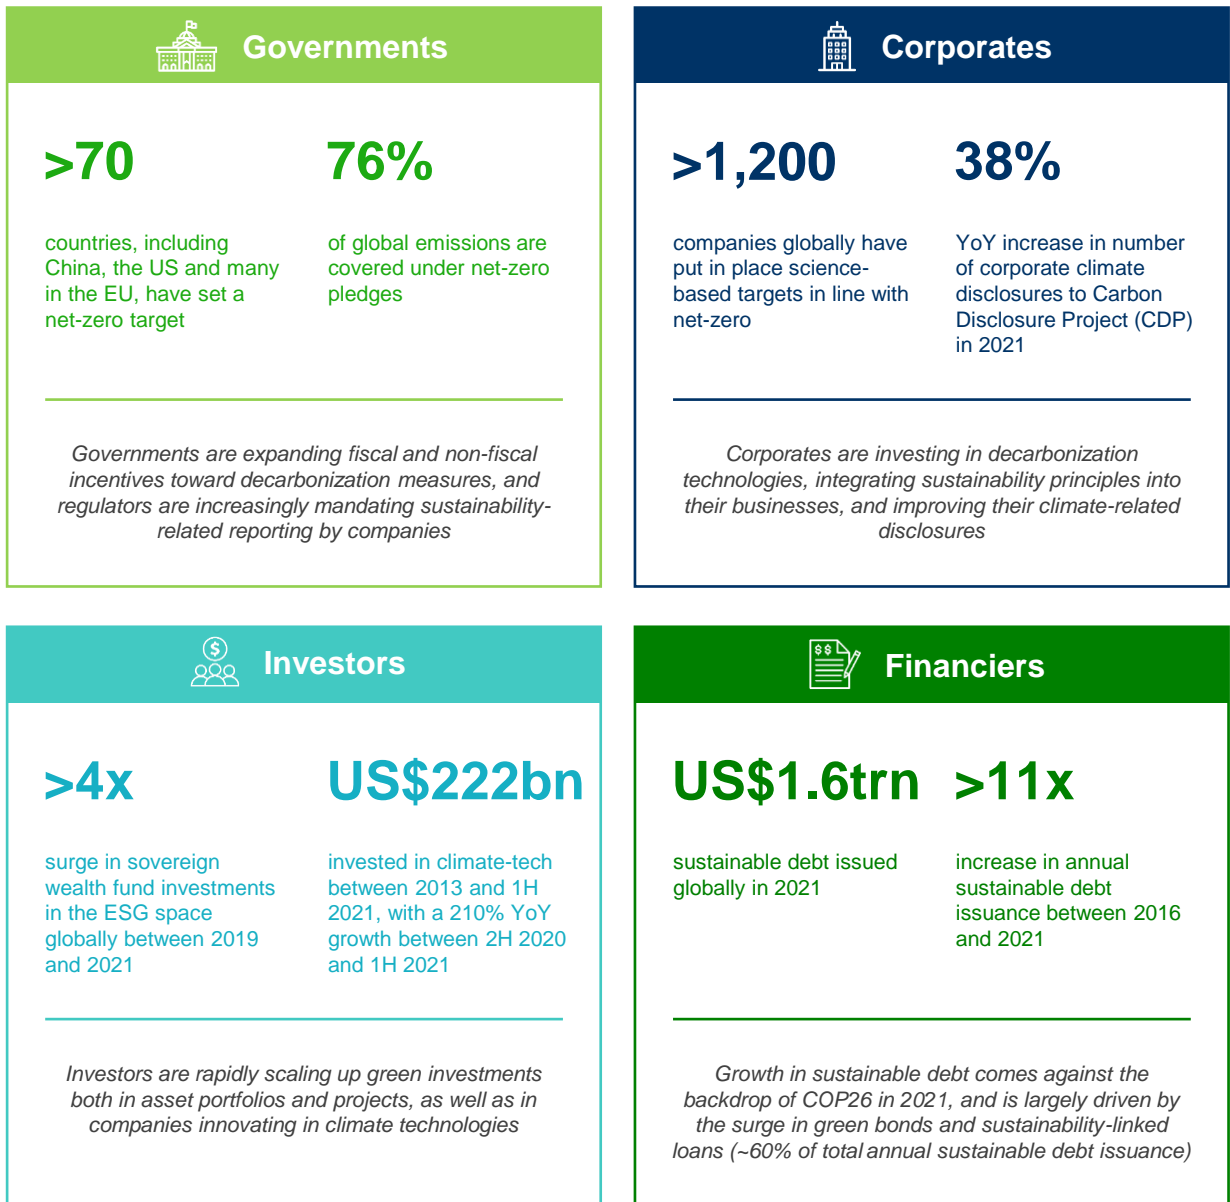 Governments
>70
countries, including
China, the US and many
in the EU, have set a
net-zero target
76%
of global emissions are
covered under net-zero
pledges
Governments are expanding fiscal and non-fiscal
incentives toward decarbonization measures, and
regulators are increasingly mandating sustainability-
related reporting by companies
Corporates
>1,200
companies globally have
put in place science-
based targets in line with
net-zero
38%
YoY increase in number
of corporate climate
disclosures to Carbon
Disclosure Project (CDP)
in 2021
Corporates are investing in decarbonization
technologies, integrating sustainability principles into
their businesses, and improving their climate-related
disclosures
$
Investors
>4x
surge in sovereign
wealth fund investments
in the ESG space
globally between 2019
and 2021
US$222bn
invested in climate-tech
between 2013 and 1H
2021, with a 210% YoY
growth between 2H 2020
and 1H 2021
Investors are rapidly scaling up green investments
both in asset portfolios and projects, as well as in
companies innovating in climate technologies
$$
Financiers
US$1.6trn
sustainable debt issued
globally in 2021
>11x
increase in annual
sustainable debt
issuance between 2016
and 2021
Growth in sustainable debt comes against the
backdrop of COP26 in 2021, and is largely driven by
the surge in green bonds and sustainability-linked
loans (~60% of total annual sustainable debt issuance)